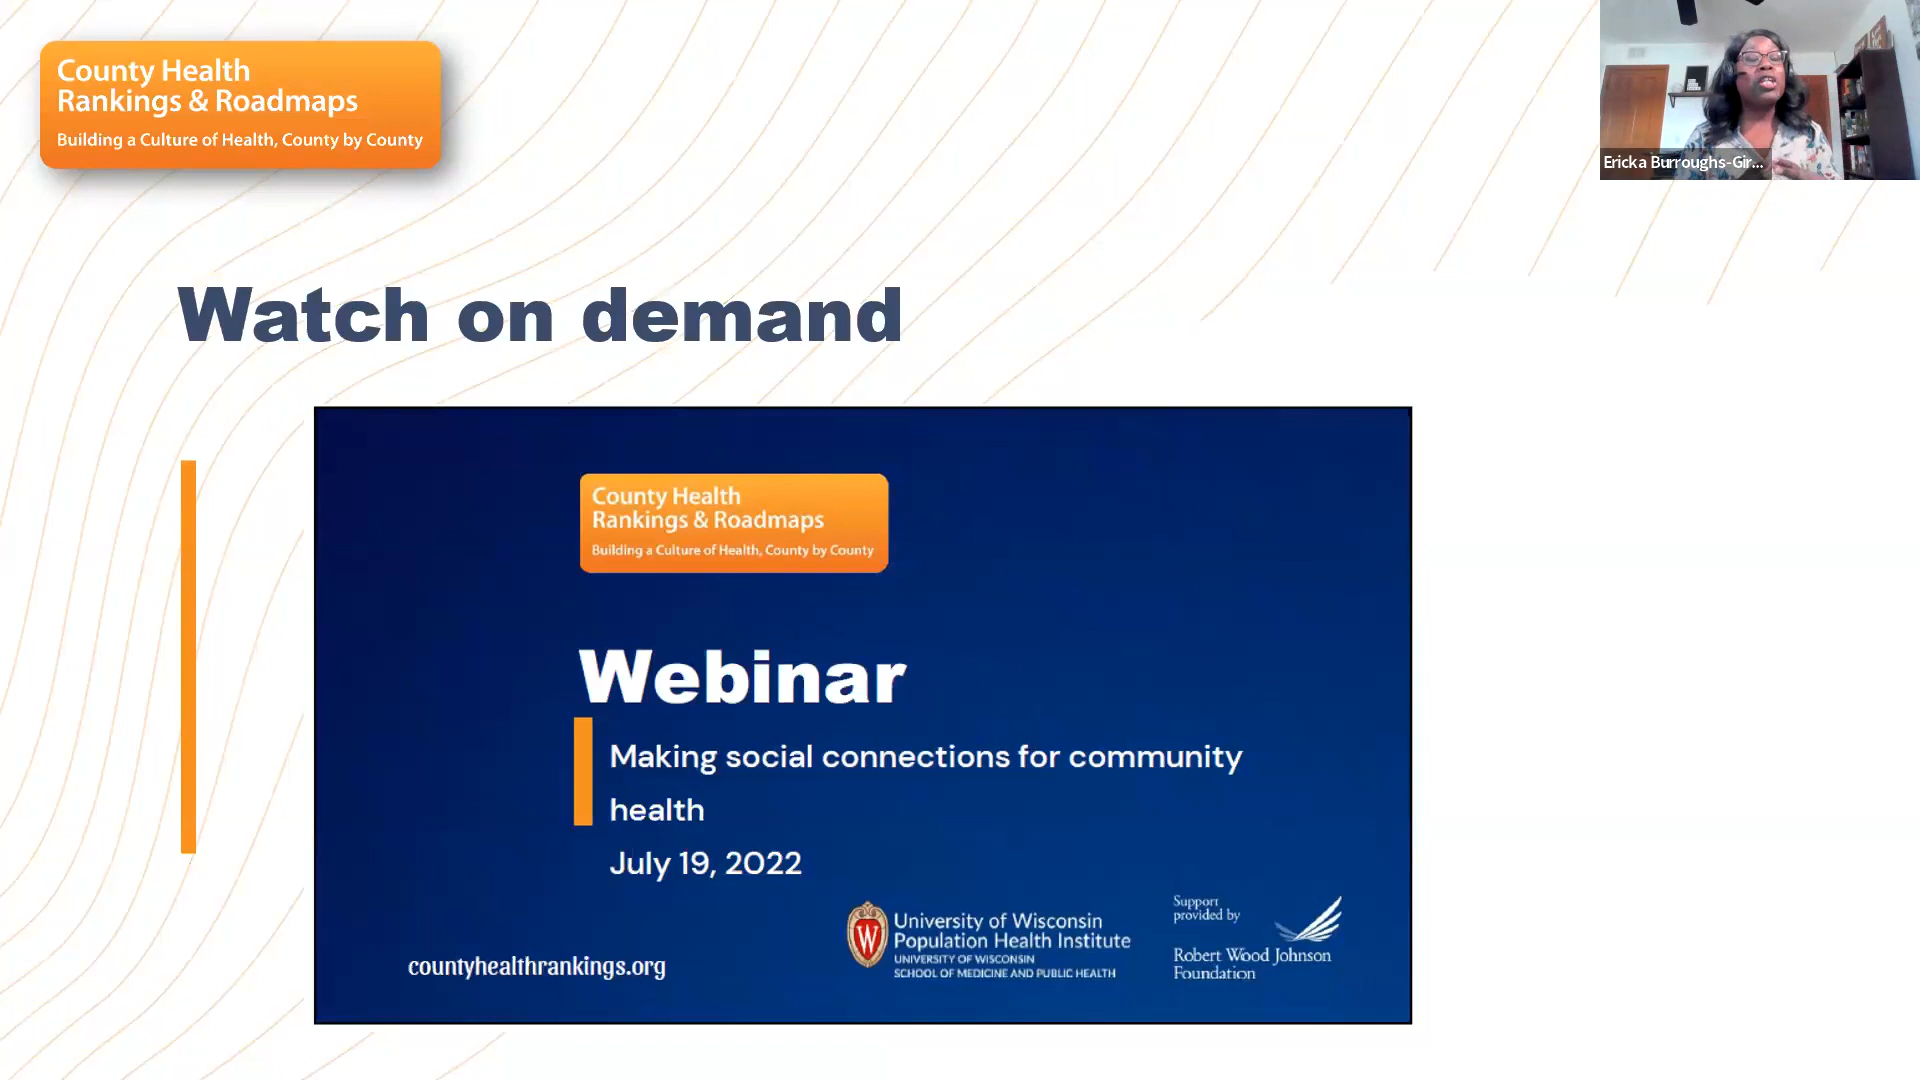 County Health
Rankings & Roadmaps
Building a Culture of Health, County by County
Ericka Burroughs-Gir...
Watch on demand
County Health
Rankings & Roadmaps
Building a Culture of Health, County by County
Webinar
Making social connections for community
health
July 19, 2022
countyhealthrankings.org
W
University of Wisconsin
Population Health Institute
UNIVERSITY OF WISCONSIN
SCHOOL OF MEDICINE AND PUBLIC HEALTH
Support
provided by
Robert Wood Johnson
Foundation